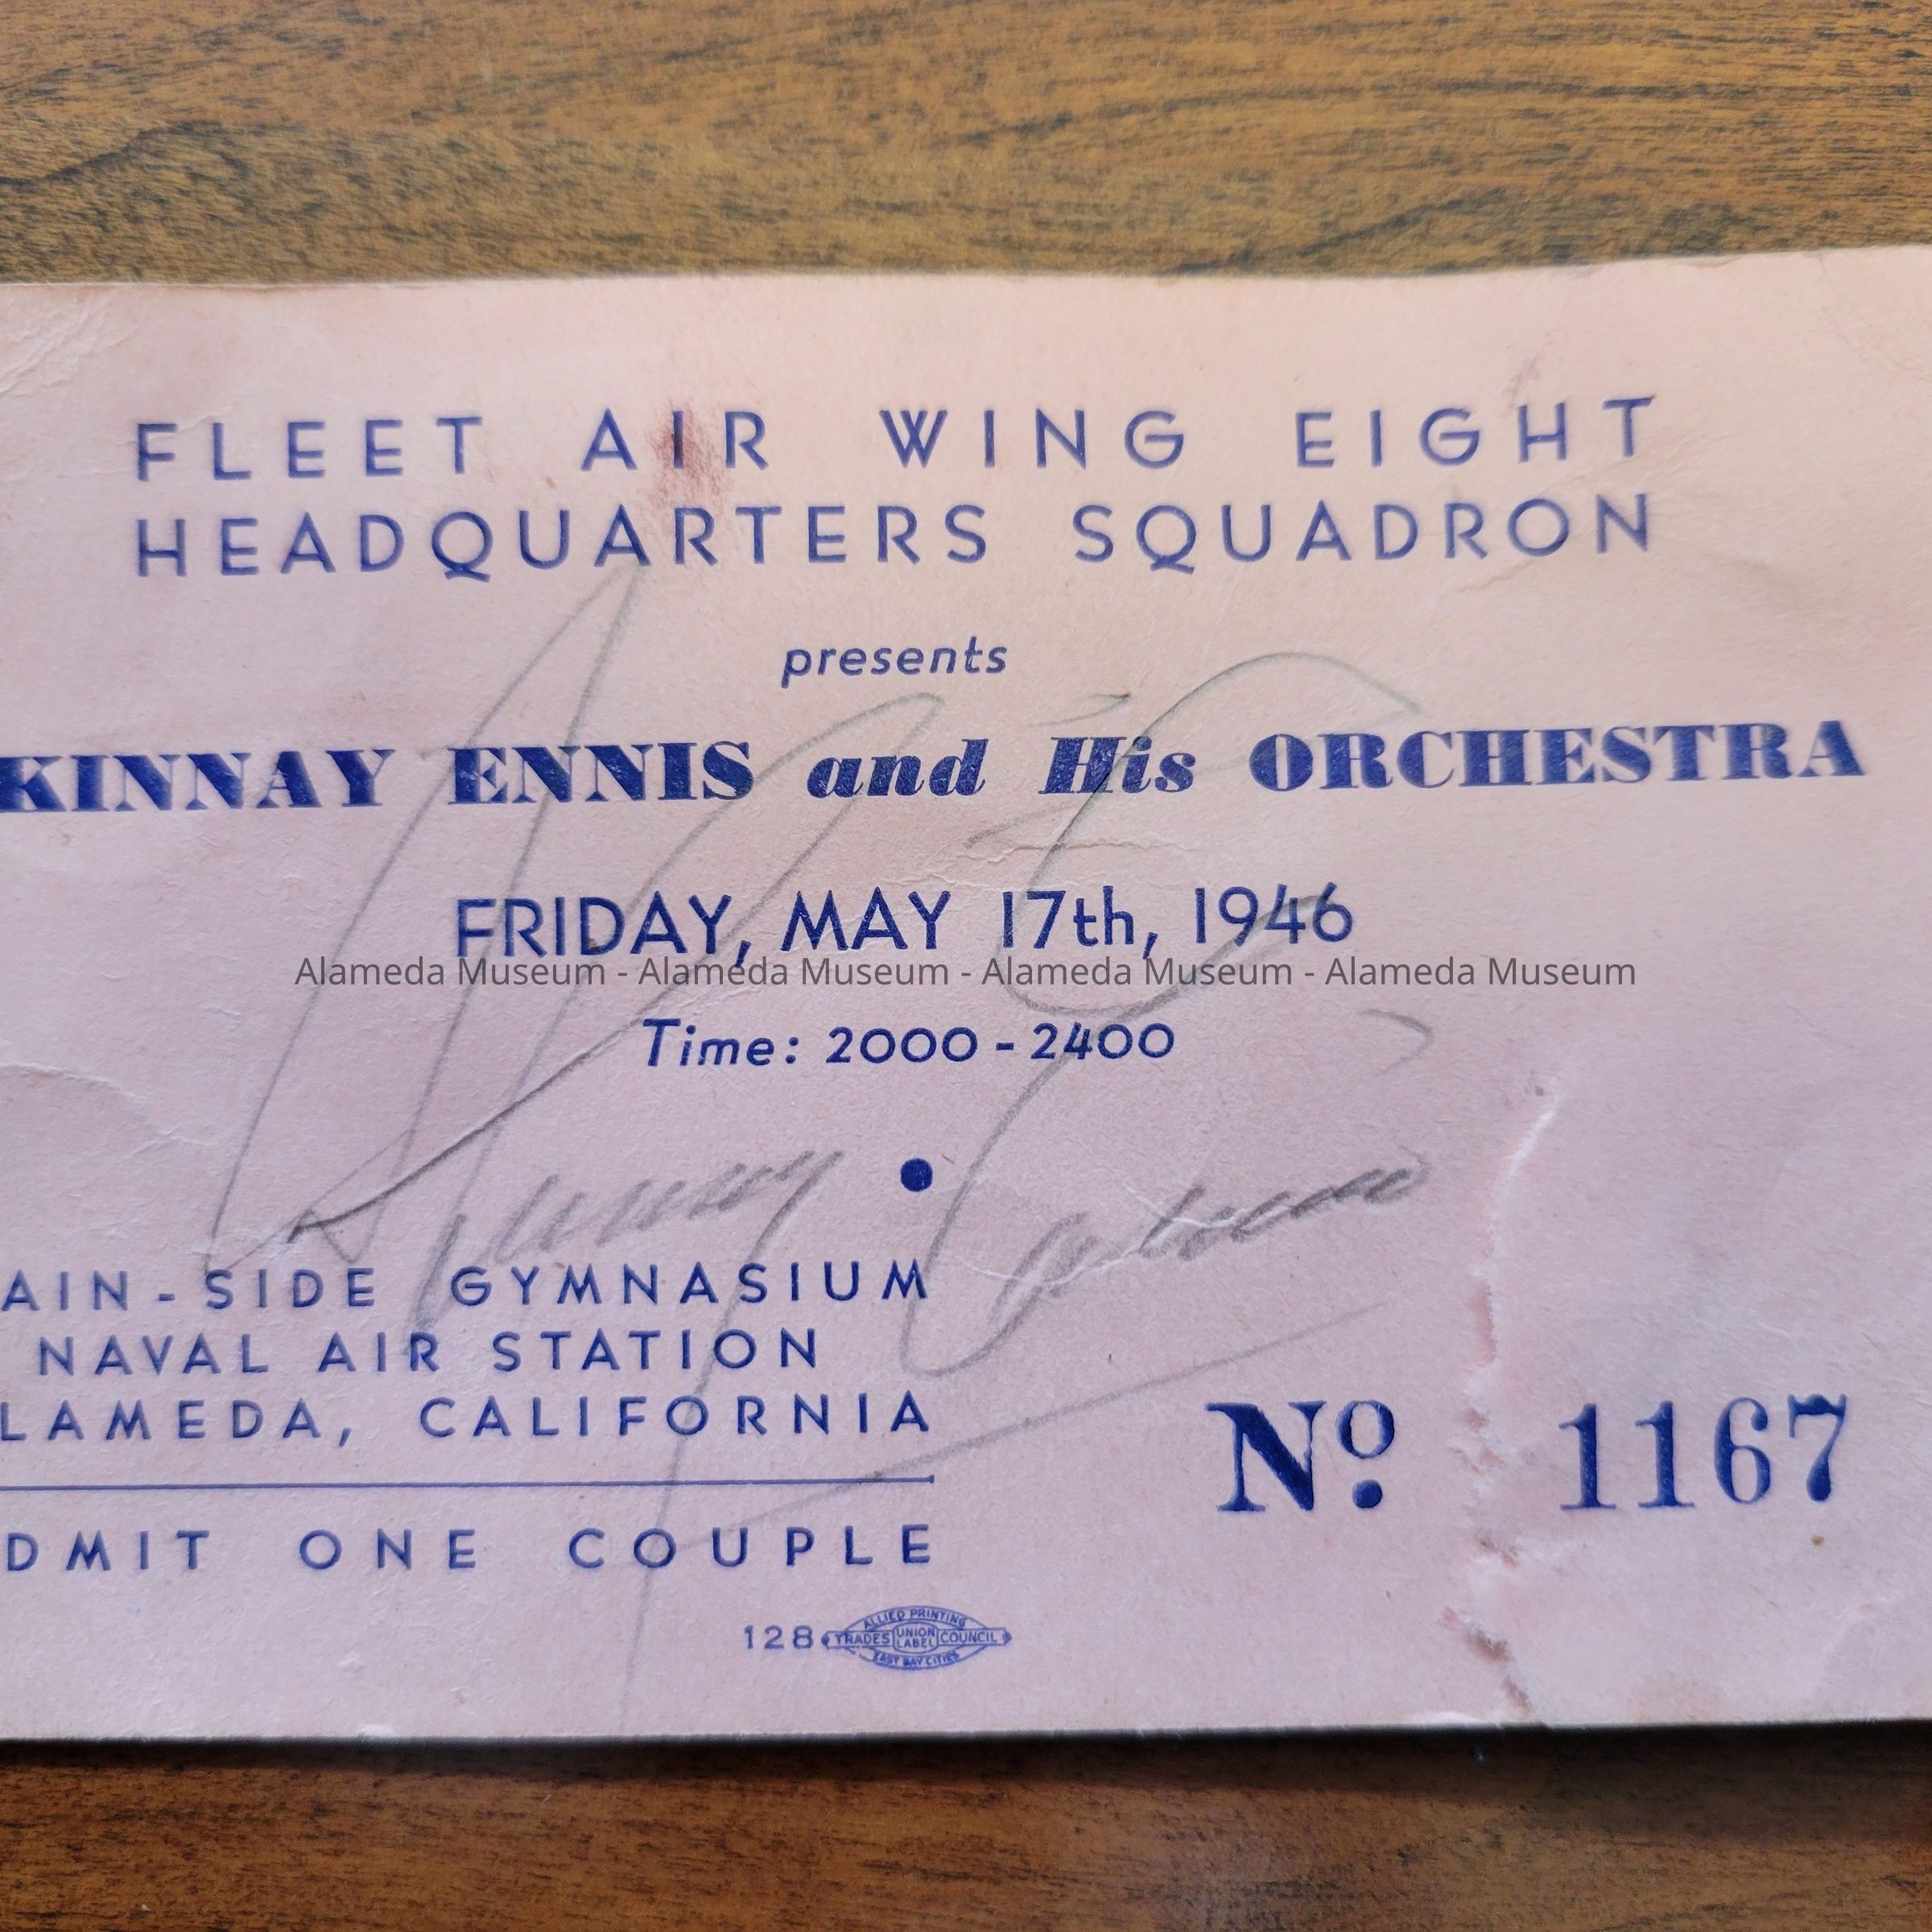 FLEET AIR WING EIGHT
HEADQUARTERS SQUADRON
presents
KINNAY ENNIS and His ORCHESTRA
FRIDAY, MAY 17th, 1946
Alameda Museum - Alameda Museum - Alameda Museum - Alameda Museum
Time: 2000 - 2400
AIN - SIDE GYMNASIUM
NAVAL AIR STATION
LAMEDA, CALIFORNIA
Nº 1167
DMIT ONE COUPLE
128 ALLIED PRINTING
TRADES UNION LABEL COUNCIL
EAST BAY CITIES